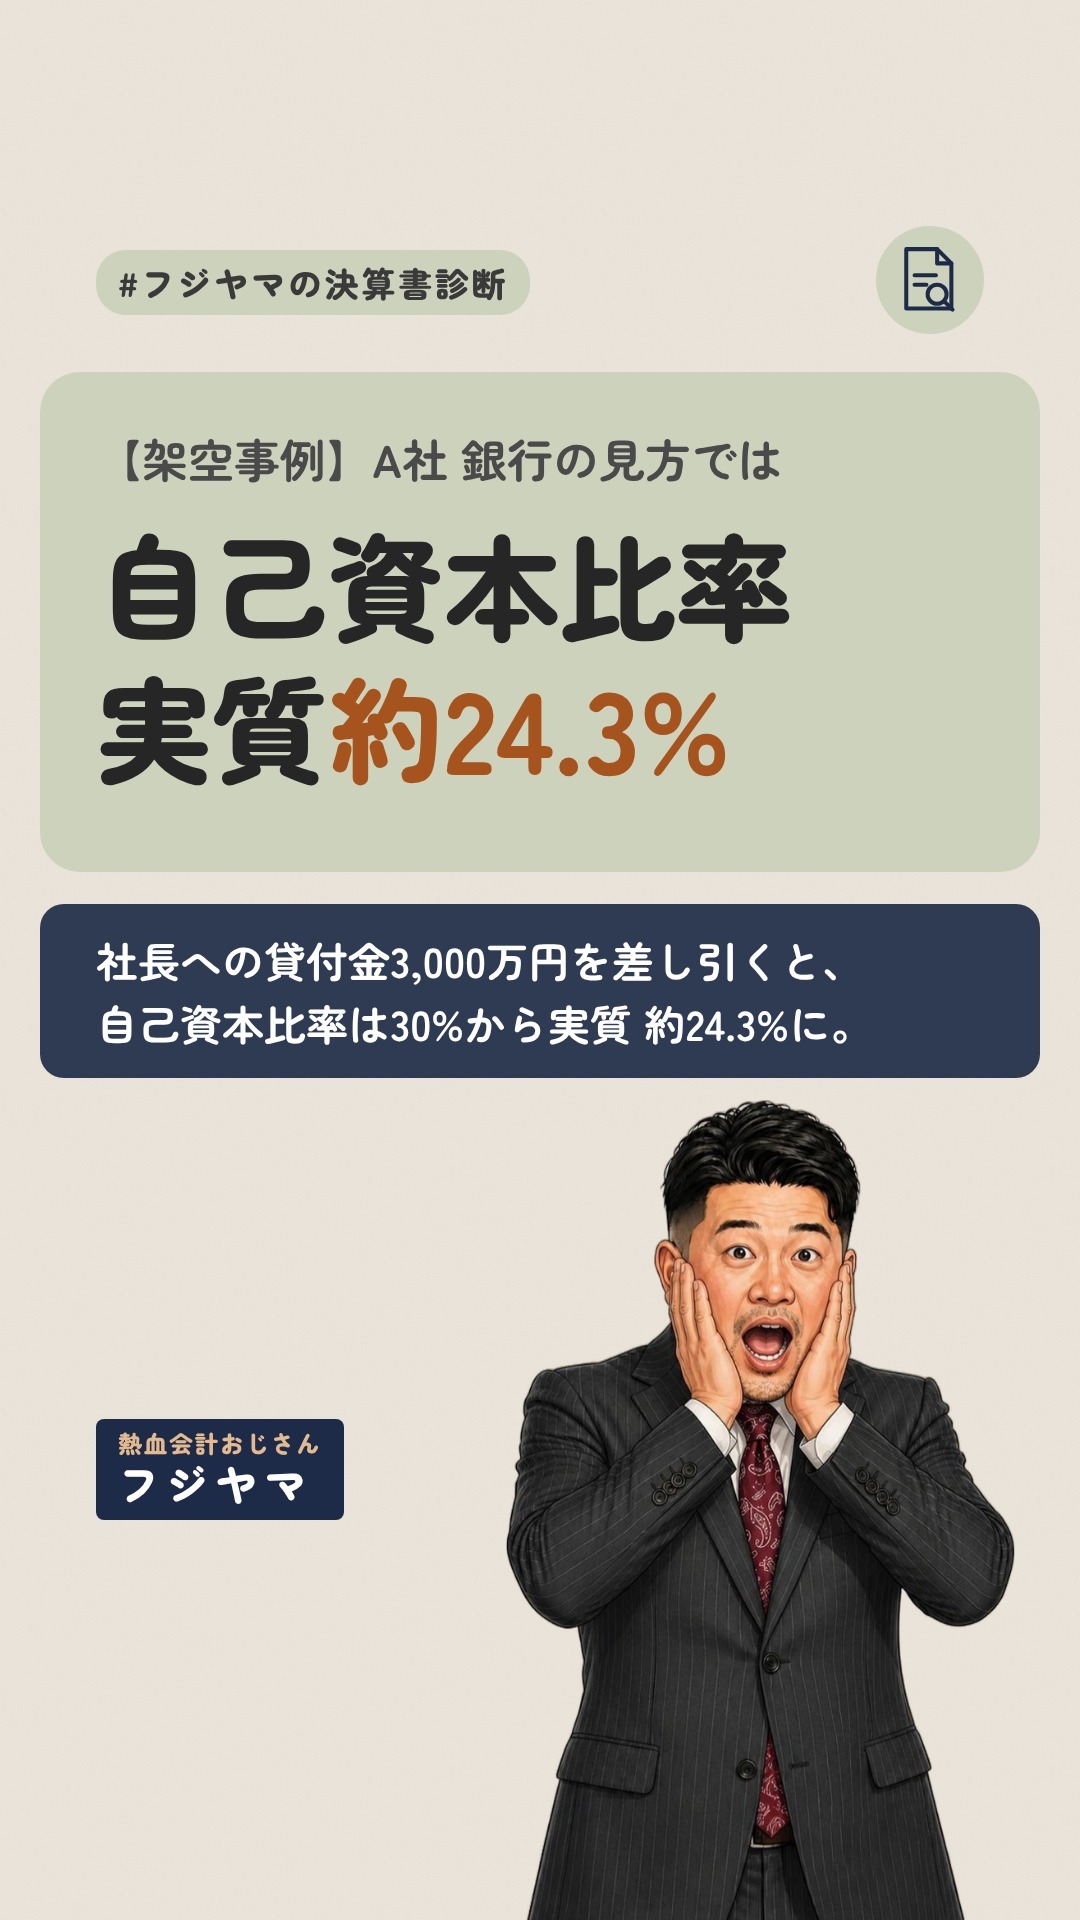 #フジヤマの決算書診断
【架空事例】A社 銀行の見方では
自己資本比率
実質約24.3%
社長への貸付金3,000万円を差し引くと、
自己資本比率は30%から実質 約24.3%に。
熱血会計おじさん
フジヤマ